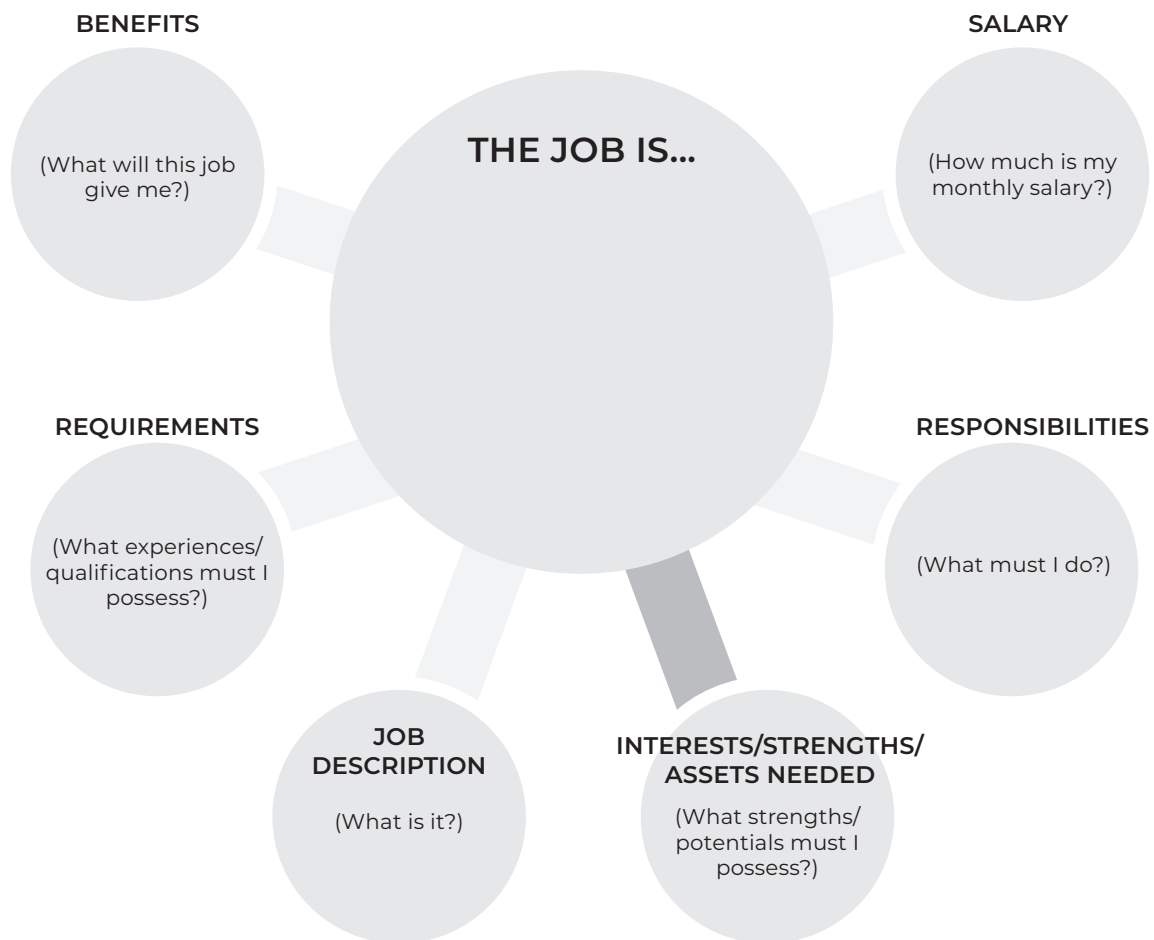 BENEFITS
(What will this job
give me?)
SALARY
(How much is my
monthly salary?)
THE JOB IS...
REQUIREMENTS
(What experiences/
qualifications must I
possess?)
RESPONSIBILITIES
(What must I do?)
JOB
DESCRIPTION
(What is it?)
INTERESTS/STRENGTHS/
ASSETS NEEDED
(What strengths/
potentials must I
possess?)